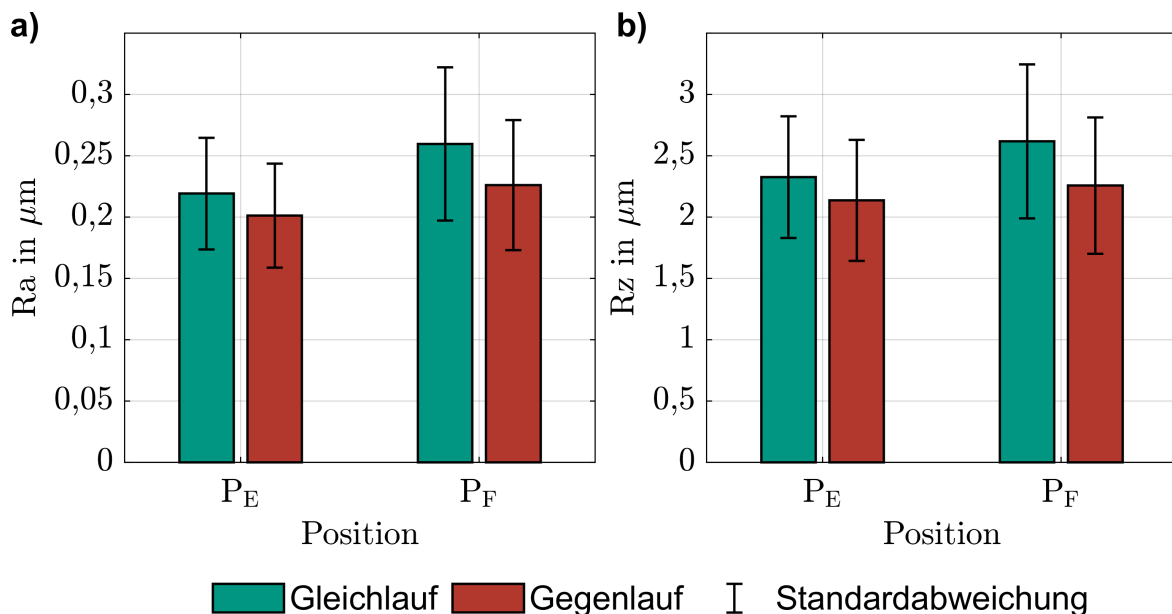 a)
Ra in μm
0,3
0,25
0,2
0,15
0,1
0,05
0
P_E
P_F
Position
b)
Rz in μm
3
2,5
2
1,5
1
0,5
0
P_E
P_F
Position
Gleichlauf Gegenlauf Standardabweichung